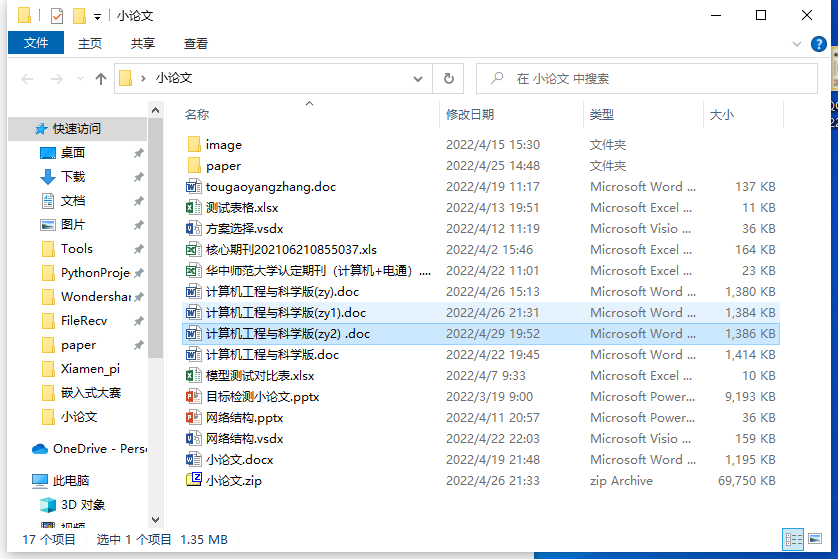 小论文
文件 主页 共享 查看
小论文 在 小论文 中搜索
名称 修改日期 类型 大小
快速访问
桌面
下载
文档
图片
Tools
PythonProje
Wondershar
FileRecv
paper
Xiamen_pi
嵌入式大赛
小论文
OneDrive - Perso
此电脑
3D 对象
视频
image 2022/4/15 15:30 文件夹
paper 2022/4/25 14:48 文件夹
tougaoyangzhang.doc 2022/4/19 11:17 Microsoft Word ... 137 KB
测试表格.xlsx 2022/4/13 19:51 Microsoft Excel ... 11 KB
方案选择.vsdx 2022/4/12 11:19 Microsoft Visio ... 36 KB
核心期刊202106210855037.xls 2022/4/2 15:46 Microsoft Excel ... 164 KB
华中师范大学认定期刊（计算机+电通）.... 2022/4/22 11:01 Microsoft Excel ... 23 KB
计算机工程与科学版(zy).doc 2022/4/26 15:13 Microsoft Word ... 1,380 KB
计算机工程与科学版(zy1).doc 2022/4/26 21:31 Microsoft Word ... 1,384 KB
计算机工程与科学版(zy2) .doc 2022/4/29 19:52 Microsoft Word ... 1,386 KB
计算机工程与科学版.doc 2022/4/22 19:45 Microsoft Word ... 1,414 KB
模型测试对比表.xlsx 2022/4/7 9:33 Microsoft Excel ... 10 KB
目标检测小论文.pptx 2022/3/19 9:00 Microsoft Power... 9,193 KB
网络结构.pptx 2022/4/11 20:57 Microsoft Power... 36 KB
网络结构.vsdx 2022/4/22 22:03 Microsoft Visio ... 159 KB
小论文.docx 2022/4/19 21:48 Microsoft Word ... 1,195 KB
小论文.zip 2022/4/26 21:33 zip Archive 69,750 KB
17 个项目 选中 1 个项目 1.35 MB